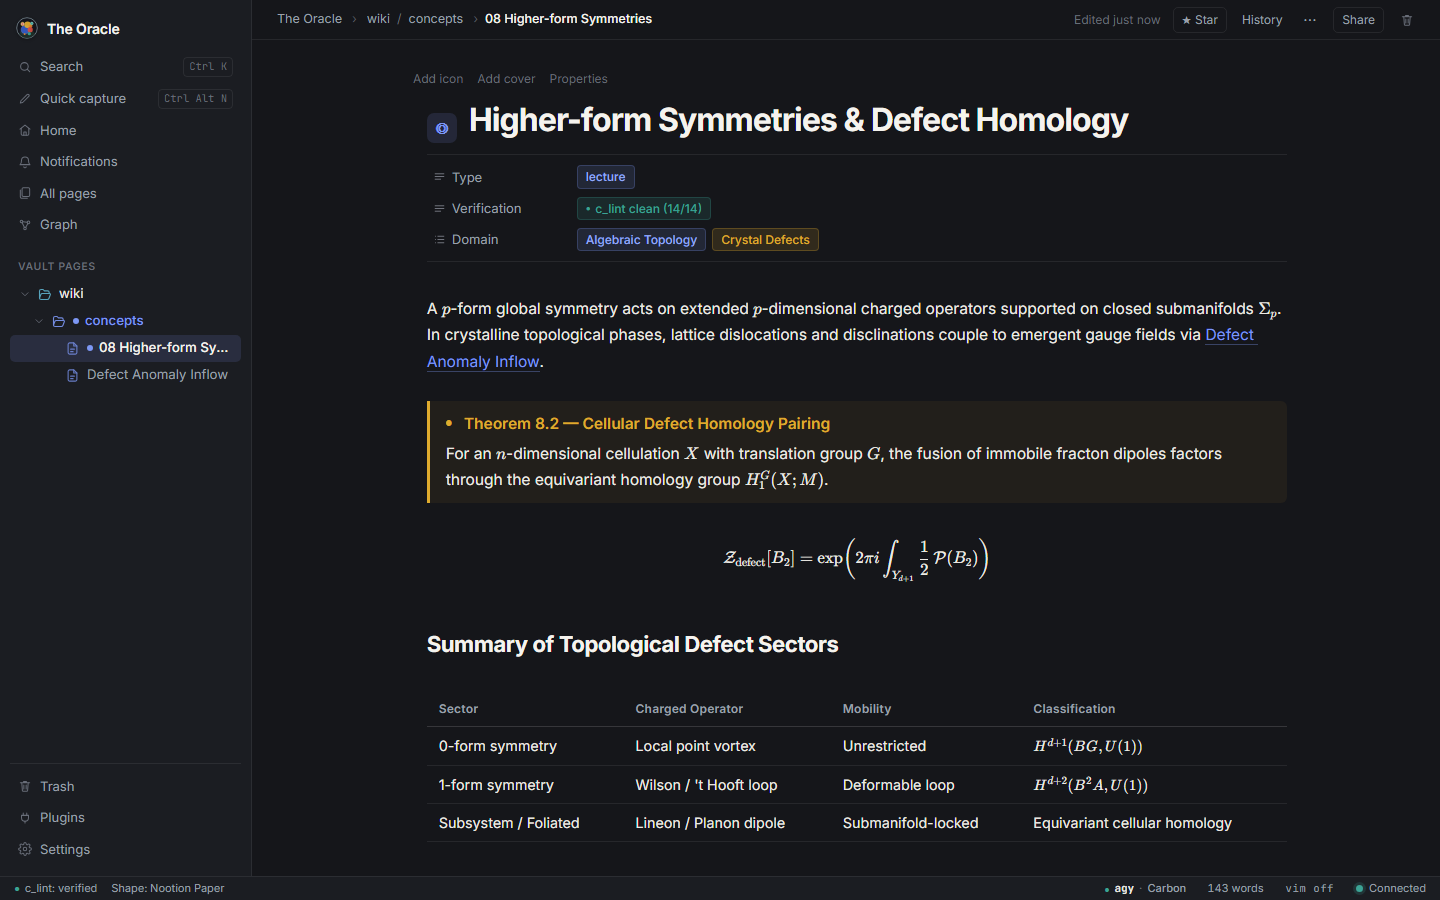 The Oracle
Search Ctrl K
Quick capture Ctrl Alt N
Home
Notifications
All pages
Graph
VAULT PAGES
wiki
concepts
08 Higher-form Sy...
Defect Anomaly Inflow
Trash
Plugins
Settings
The Oracle › wiki / concepts › 08 Higher-form Symmetries
Edited just now ★ Star History ··· Share
Add icon Add cover Properties
Higher-form Symmetries & Defect Homology
Type lecture
Verification • c_lint clean (14/14)
Domain Algebraic Topology Crystal Defects
A p-form global symmetry acts on extended p-dimensional charged operators supported on closed submanifolds Σ_p.
In crystalline topological phases, lattice dislocations and disclinations couple to emergent gauge fields via Defect
Anomaly Inflow.
• Theorem 8.2 — Cellular Defect Homology Pairing
For an n-dimensional cellulation X with translation group G, the fusion of immobile fracton dipoles factors
through the equivariant homology group H_1^G(X; M).
𝒵_defect[B_2] = exp(2πi ∫_{Y_{d+1}} 1/2 𝒫(B_2))
Summary of Topological Defect Sectors
Sector Charged Operator Mobility Classification
0-form symmetry Local point vortex Unrestricted H^{d+1}(BG, U(1))
1-form symmetry Wilson / 't Hooft loop Deformable loop H^{d+2}(B^2A, U(1))
Subsystem / Foliated Lineon / Planon dipole Submanifold-locked Equivariant cellular homology
• c_lint: verified Shape: Nootion Paper
• agy · Carbon 143 words vim off Connected